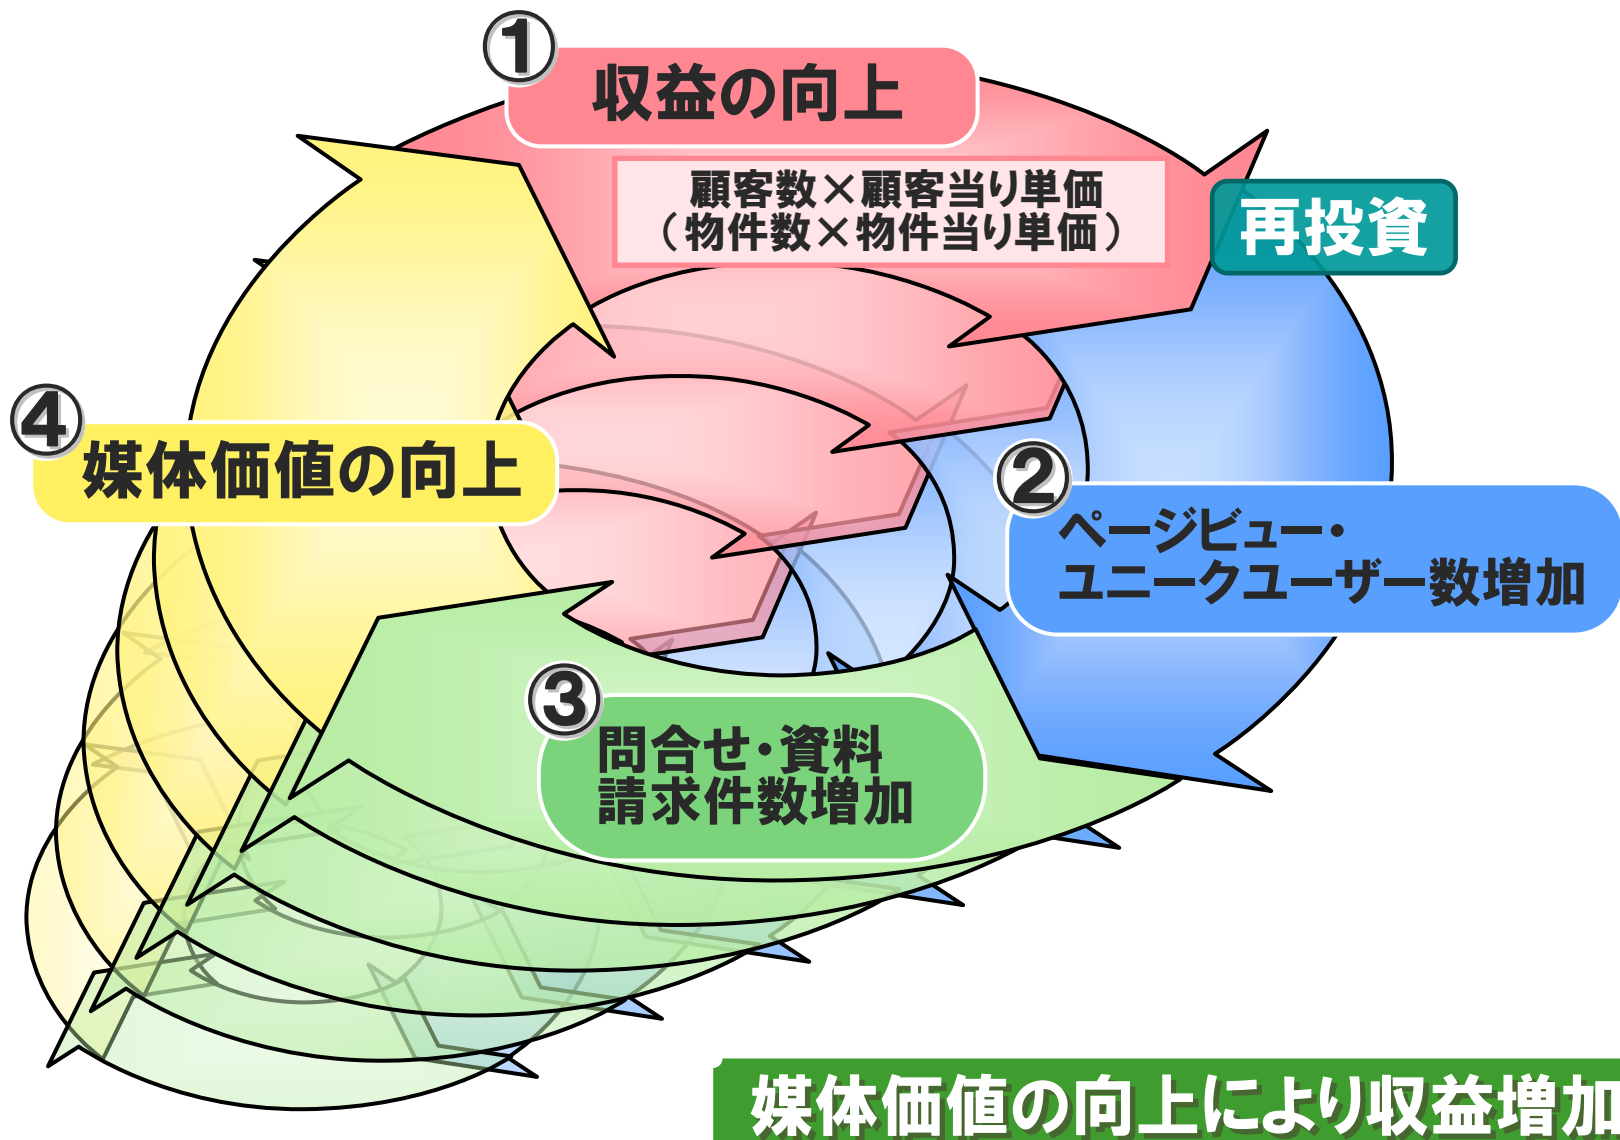 ①
収益の向上
顧客数×顧客当り単価
（物件数×物件当り単価）
再投資
②
ページビュー・
ユニークユーザー数増加
③
問合せ・資料
請求件数増加
④
媒体価値の向上
媒体価値の向上により収益増加